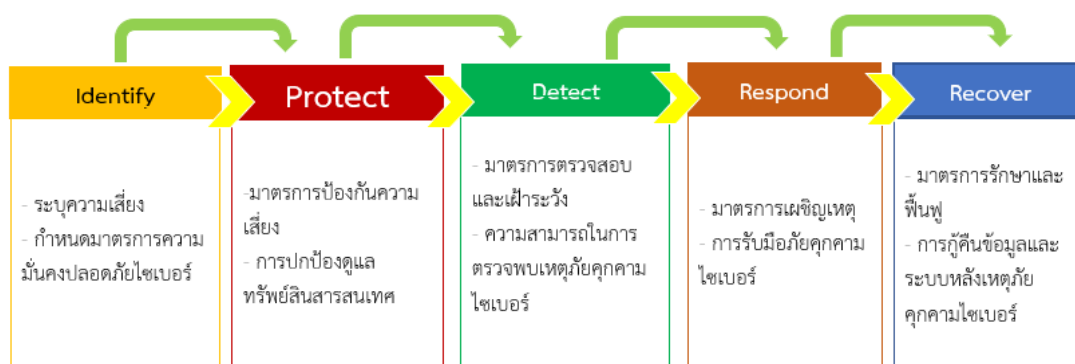 Identify
- ระบุความเสี่ยง
- กำหนดมาตรการความ
มั่นคงปลอดภัยไซเบอร์
Protect
-มาตรการป้องกันความ
เสี่ยง
- การปกป้องดูแล
ทรัพย์สินสารสนเทศ
Detect
- มาตรการตรวจสอบ
และเฝ้าระวัง
- ความสามารถในการ
ตรวจพบเหตุภัยคุกคาม
ไซเบอร์
Respond
- มาตรการเผชิญเหตุ
- การรับมือภัยคุกคาม
ไซเบอร์
Recover
- มาตรการรักษาและ
ฟื้นฟู
- การกู้คืนข้อมูลและ
ระบบหลังเหตุภัย
คุกคามไซเบอร์